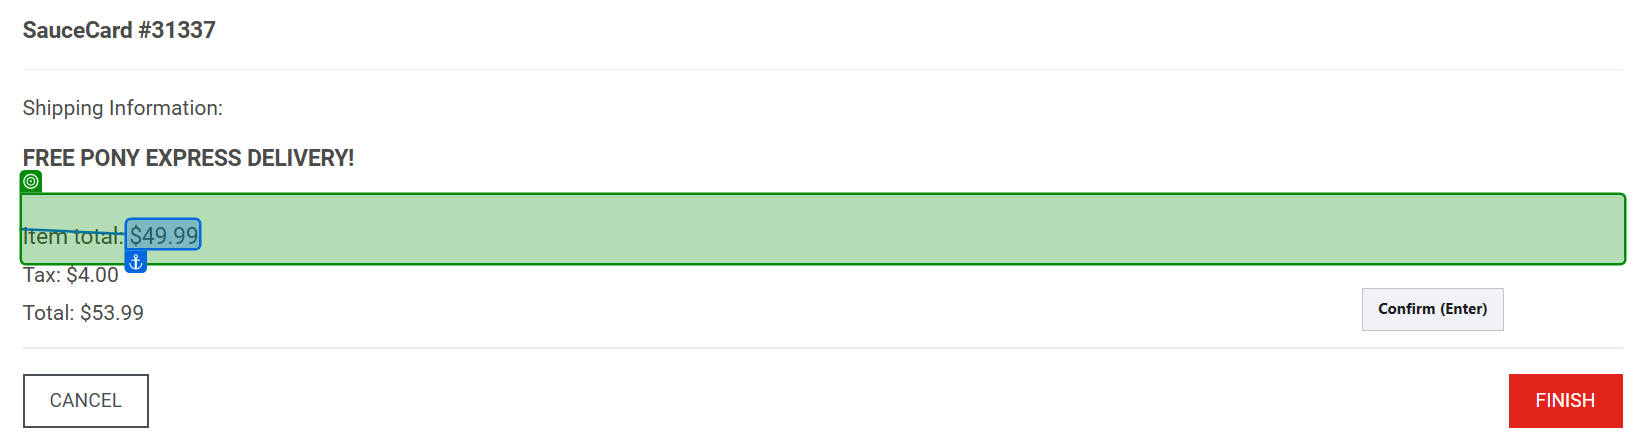 SauceCard #31337
Shipping Information:
FREE PONY EXPRESS DELIVERY!
Item total: $49.99
Tax: $4.00
Total: $53.99
Confirm (Enter)
CANCEL
FINISH